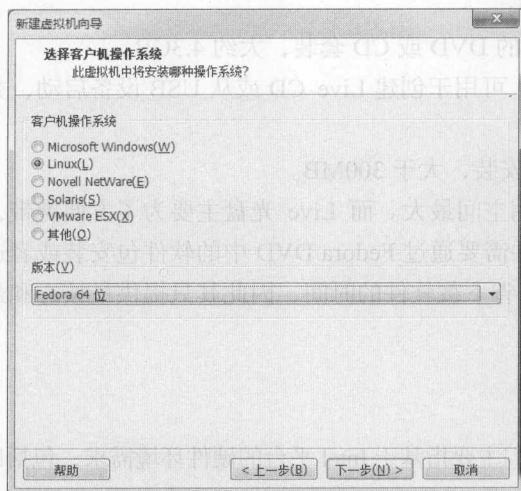 新建虚拟机向导
选择客户机操作系统
此虚拟机中将安装哪种操作系统?
客户机操作系统
Microsoft Windows(W)
Linux(L)
Novell NetWare(E)
Solaris(S)
VMware ESX(X)
其他(O)
版本(V)
Fedora 64 位
帮助
< 上一步(B)
下一步(N) >
取消